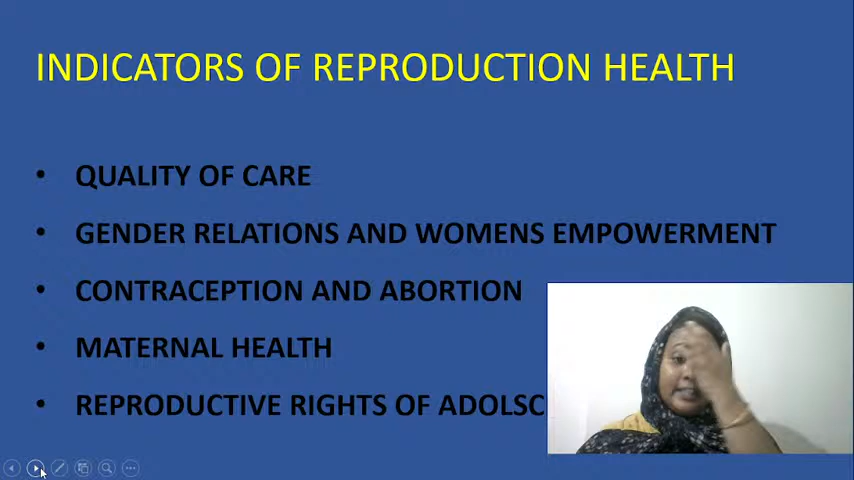 INDICATORS OF REPRODUCTION HEALTH
• QUALITY OF CARE
• GENDER RELATIONS AND WOMENS EMPOWERMENT
• CONTRACEPTION AND ABORTION
• MATERNAL HEALTH
• REPRODUCTIVE RIGHTS OF